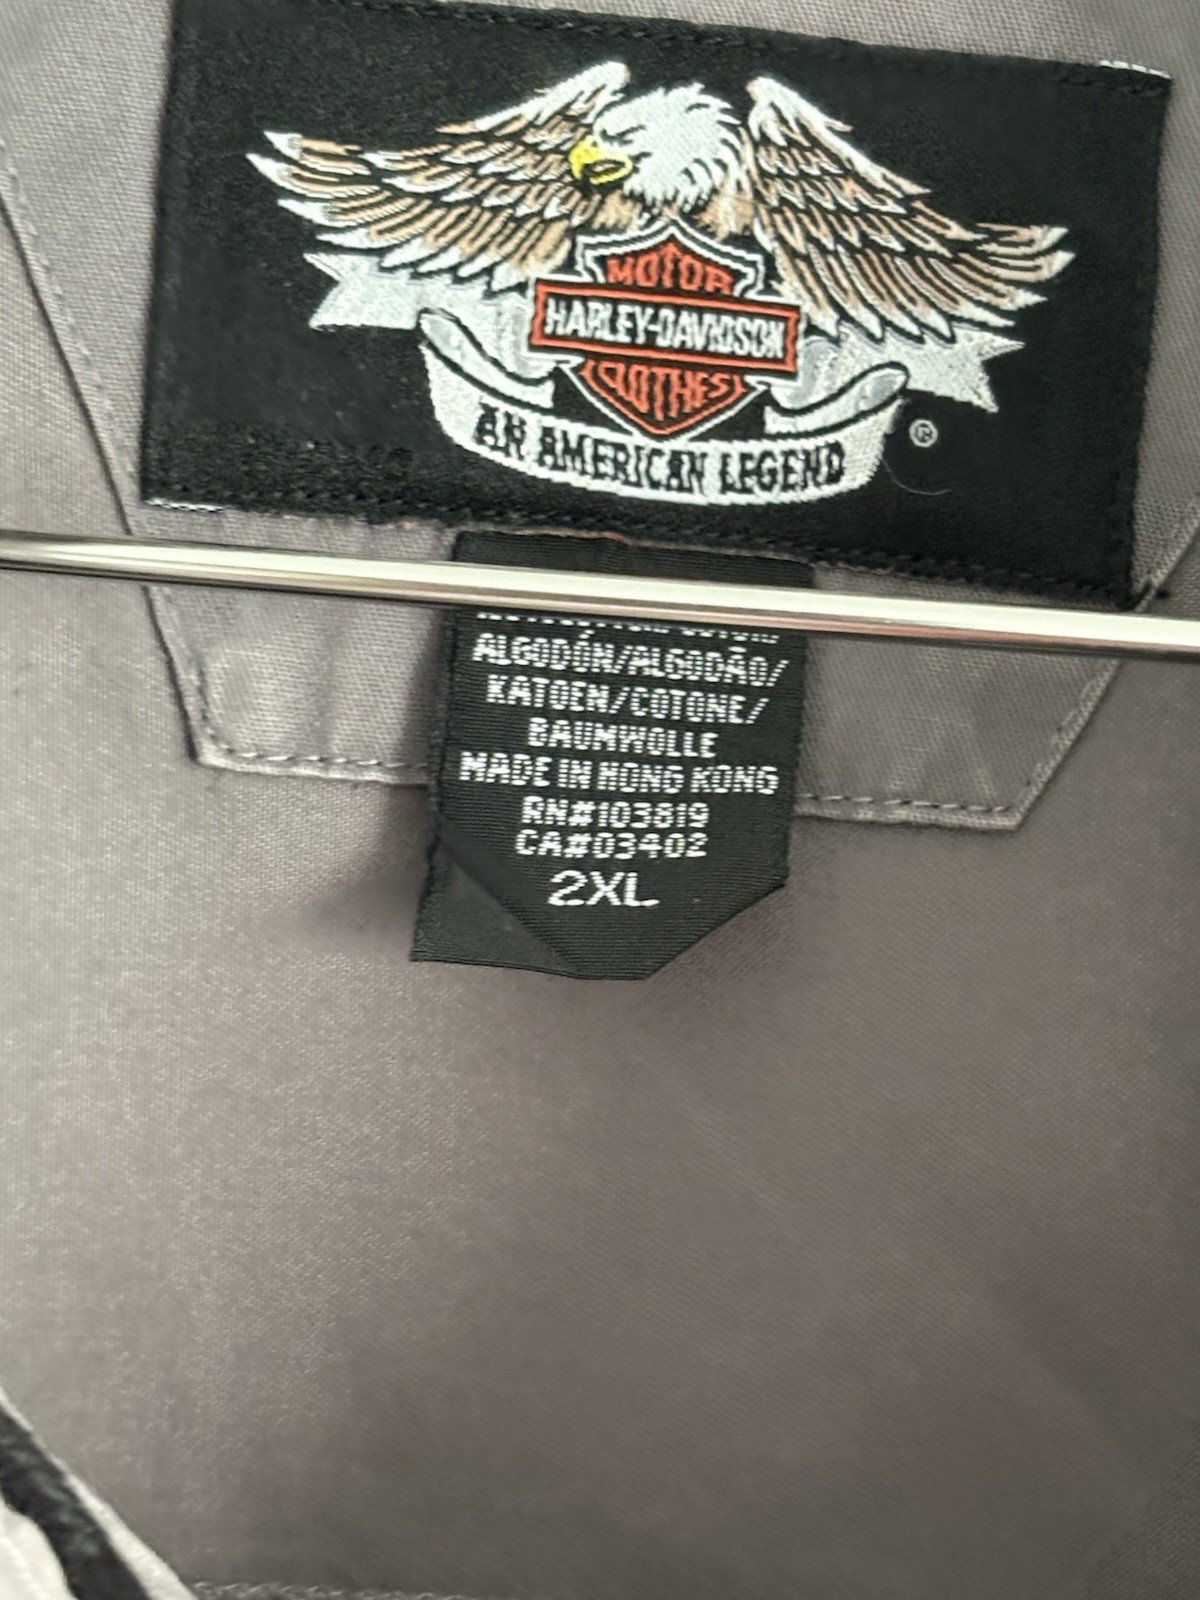 MOTOR
HARLEY-DAVIDSON
CLOTHES
AN AMERICAN LEGEND
®
ALGODÓN/ALGODÃO/
KATOEN/COTONE/
BAUMWOLLE
MADE IN HONG KONG
RN#103819
CA#03402
2XL